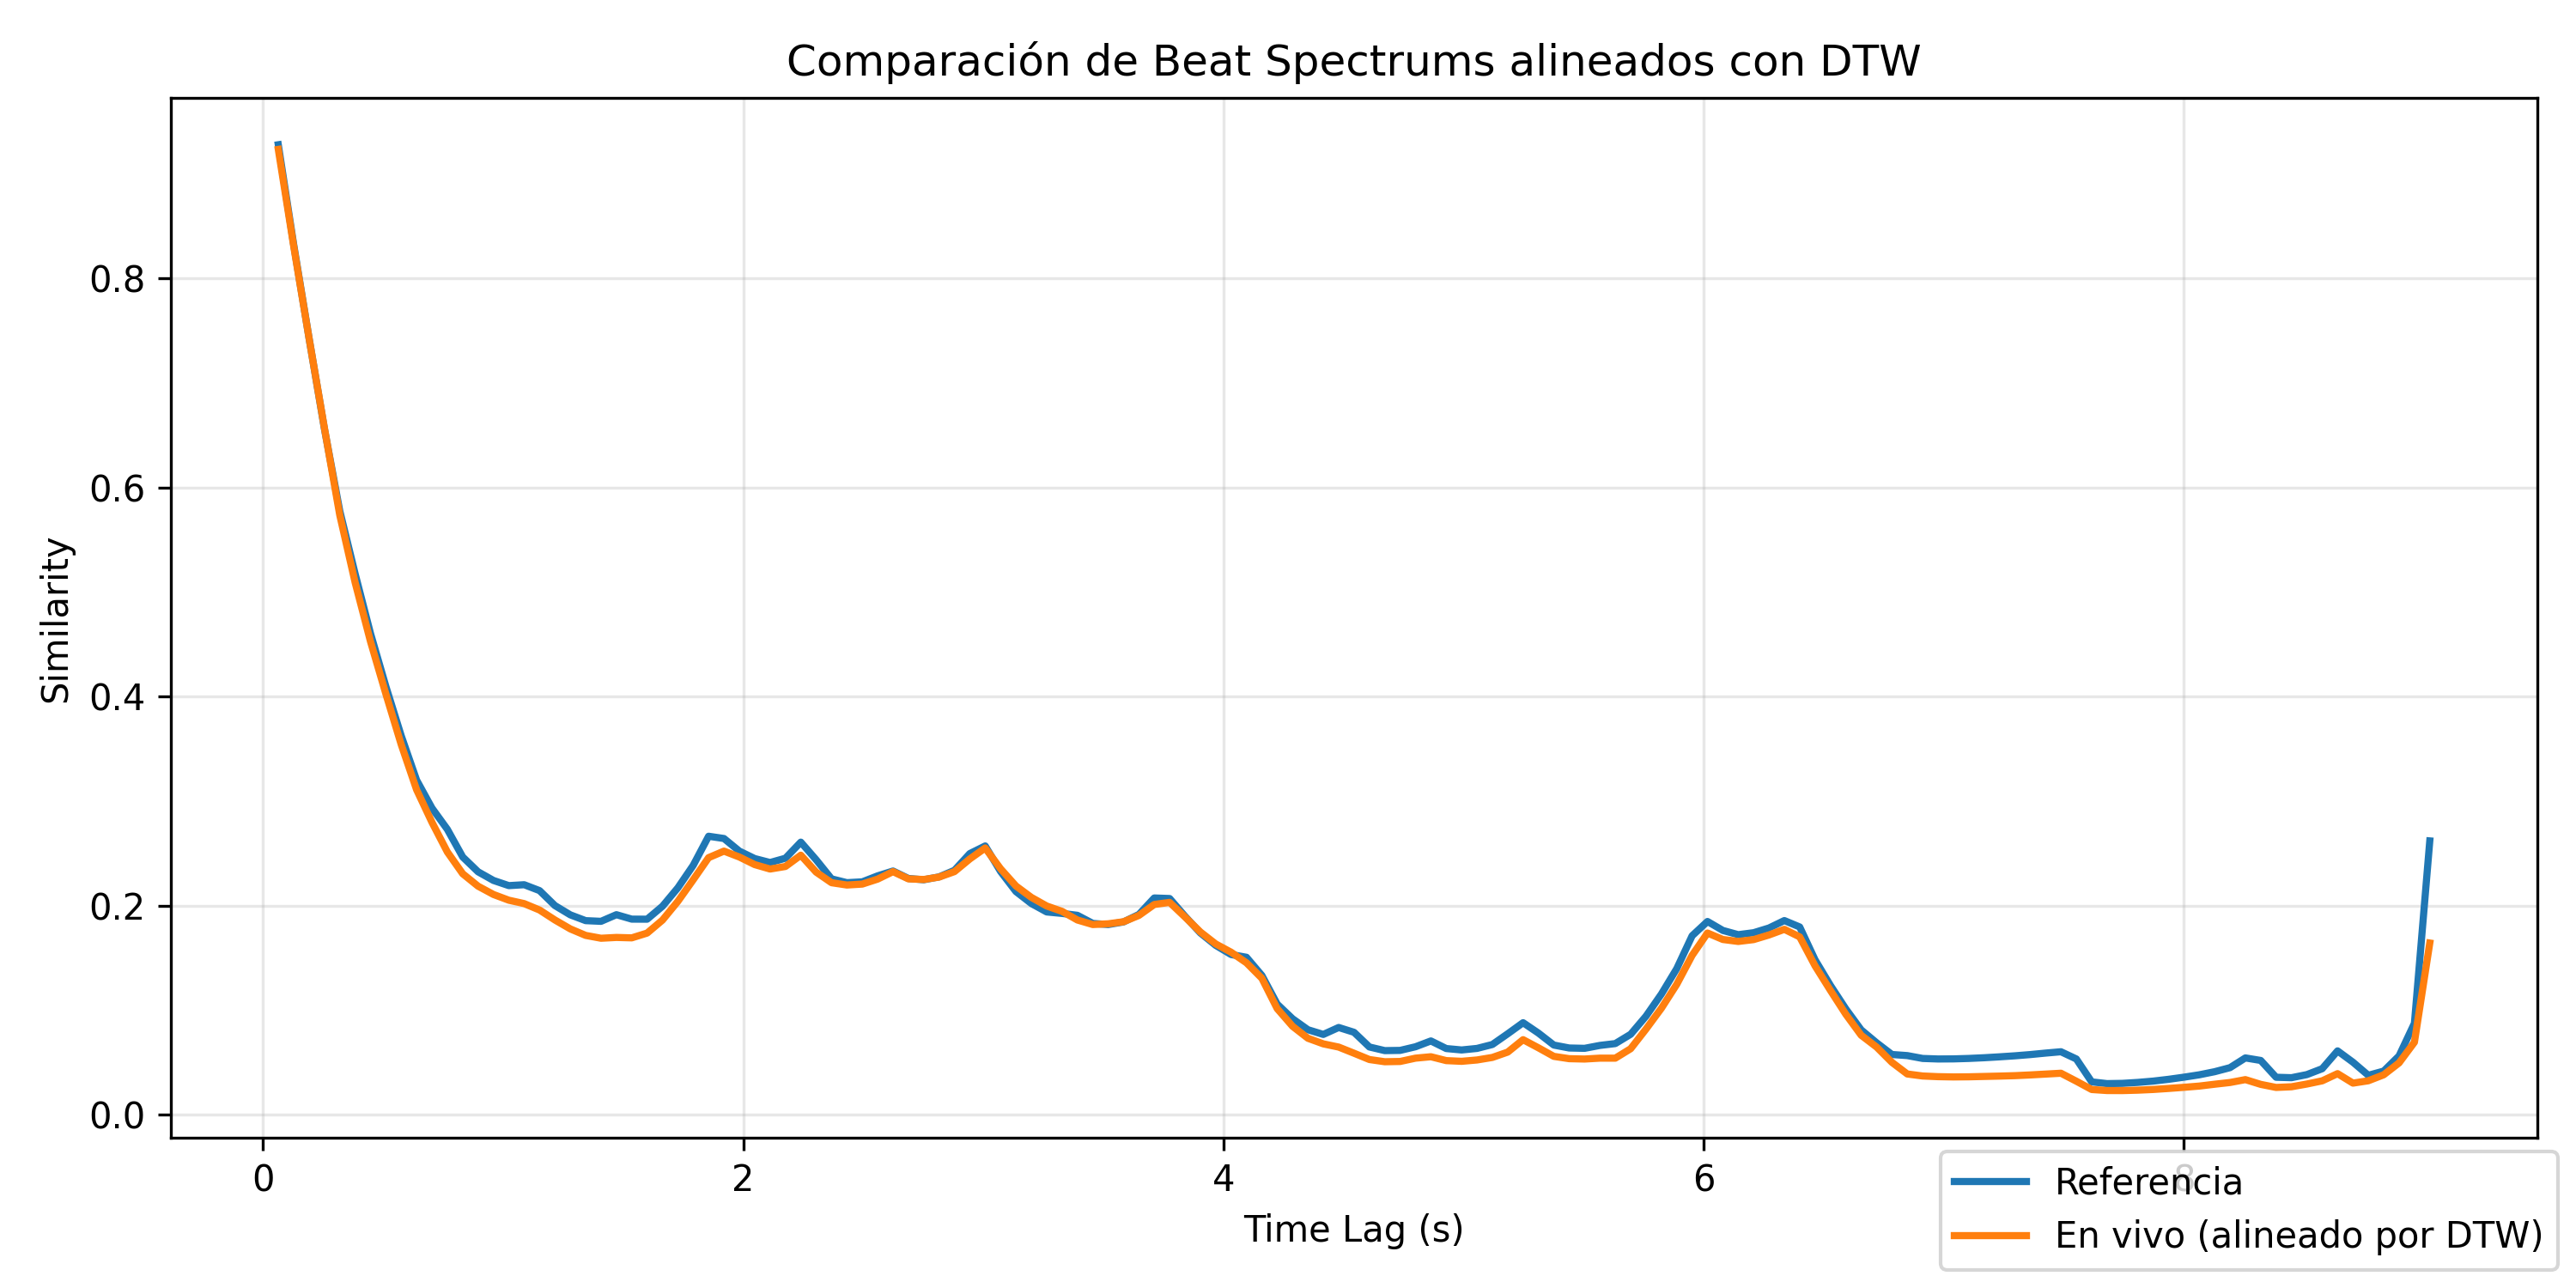 Comparación de Beat Spectrums alineados con DTW
Similarity
0.8
0.6
0.4
0.2
0.0
0 2 4 6 8
Time Lag (s)
Referencia
En vivo (alineado por DTW)